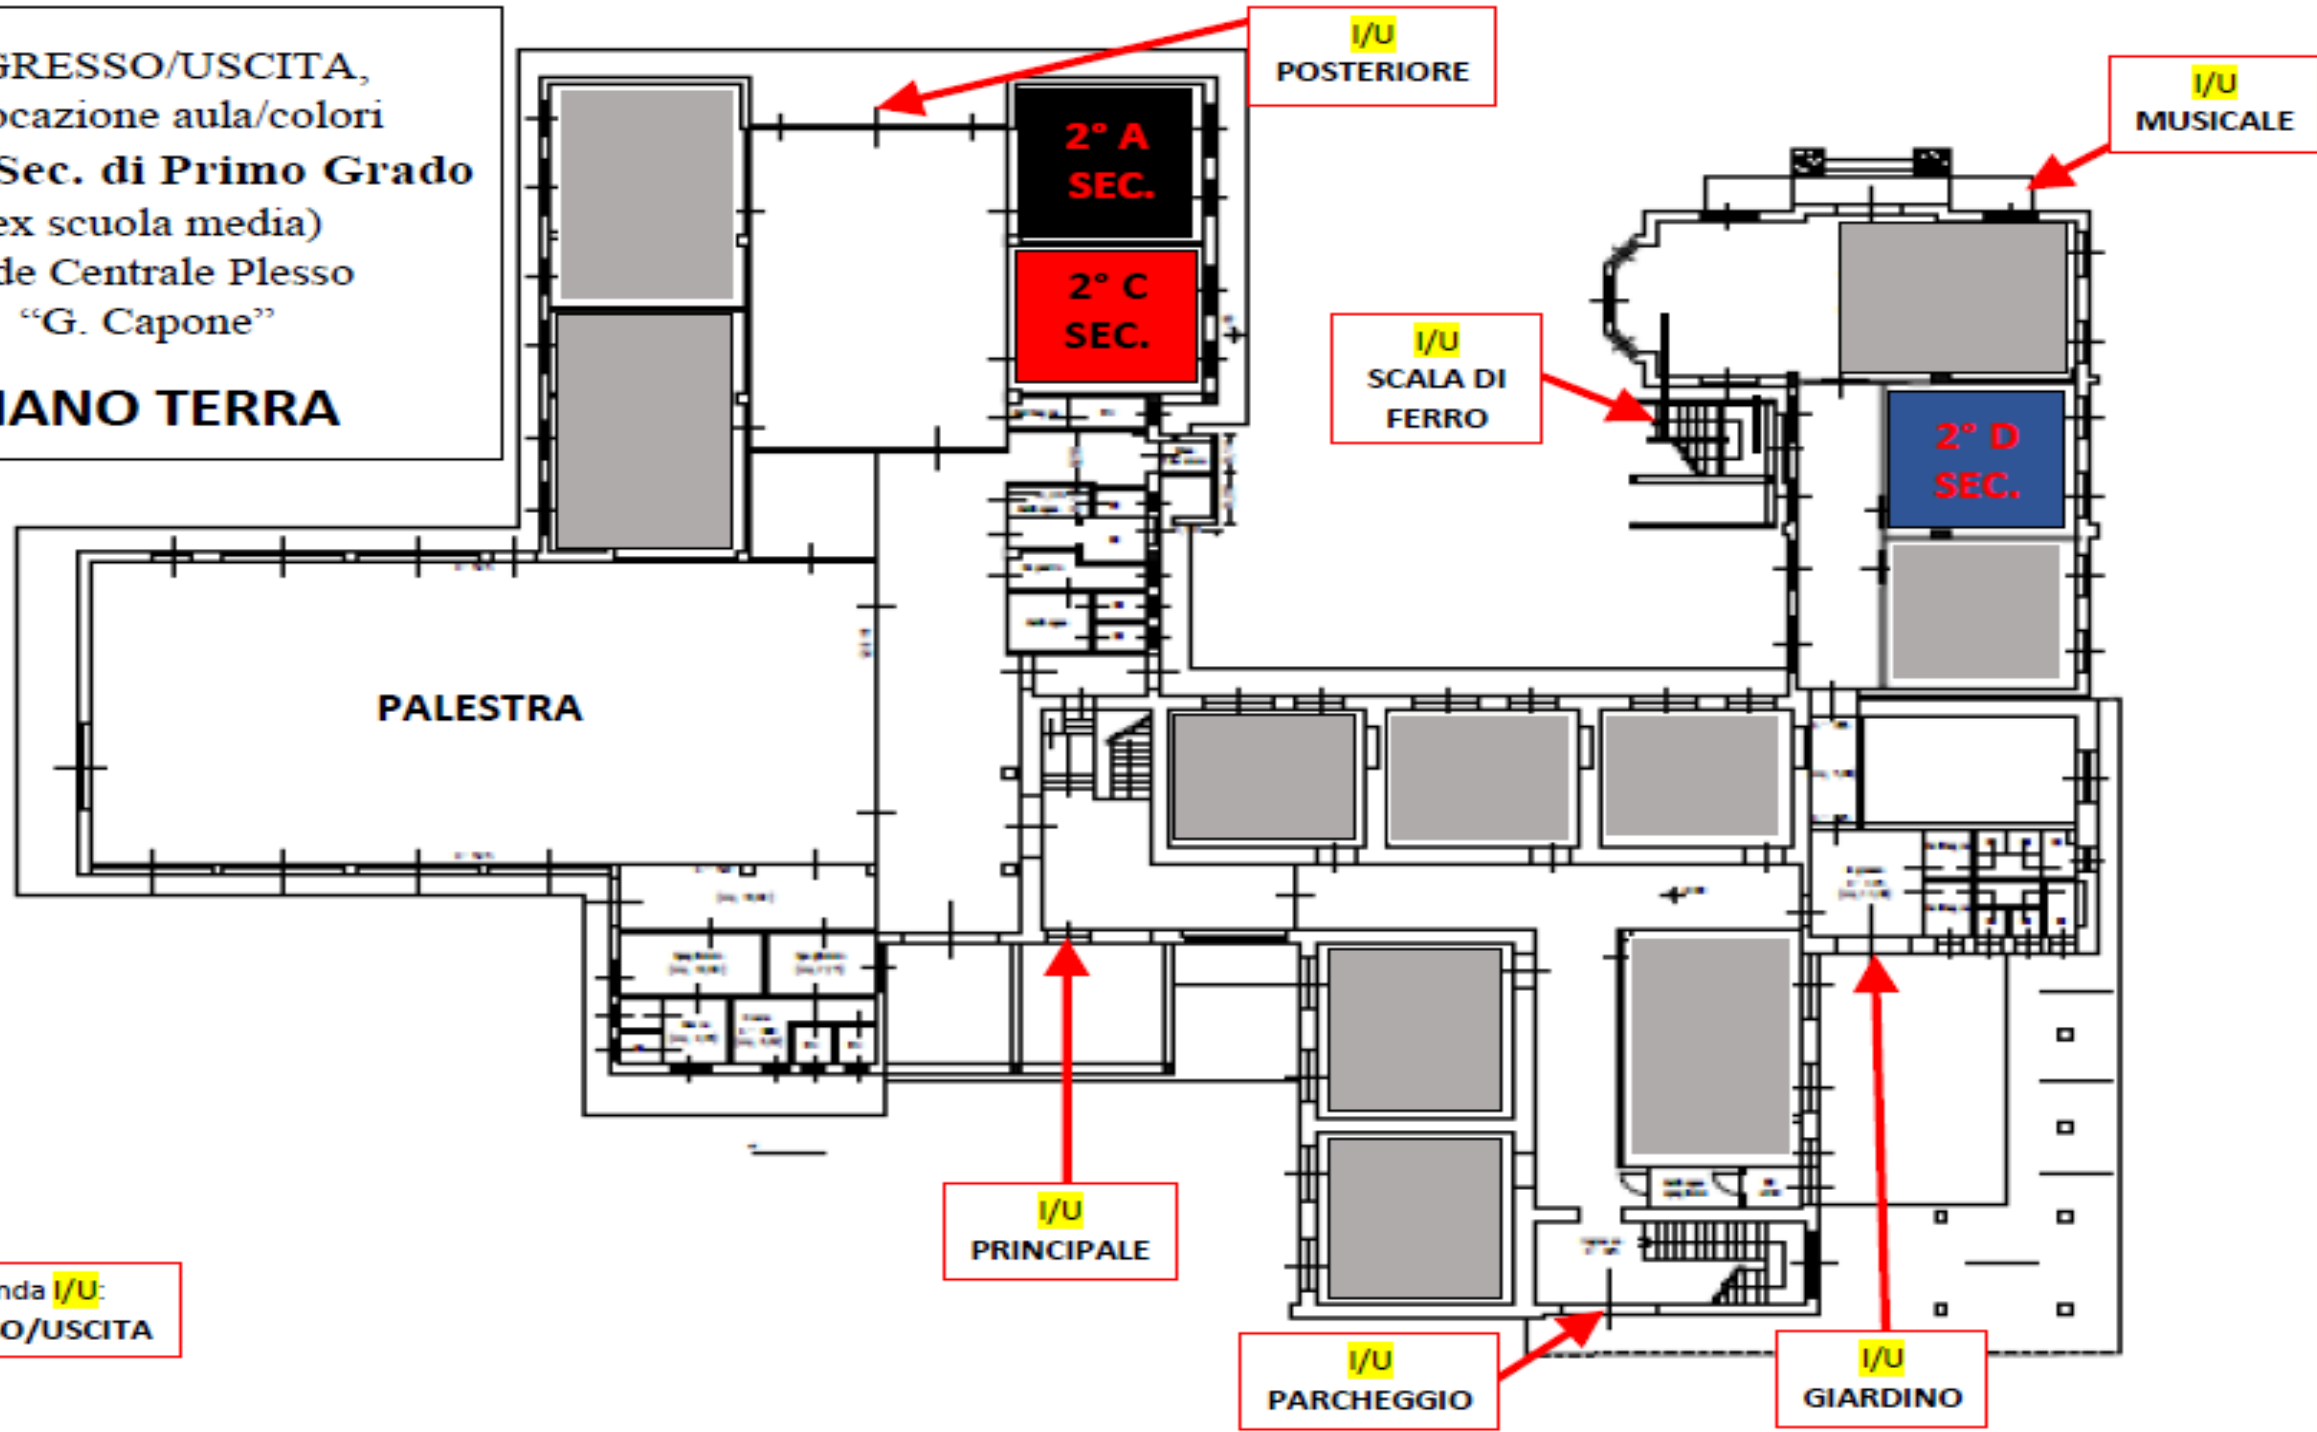 GRESSO/USCITA,
ocazione aula/colori
Sec. di Primo Grado
ex scuola media)
de Centrale Plesso
“G. Capone”
IANO TERRA
I/U
POSTERIORE
I/U
MUSICALE
2° A
SEC.
2° C
SEC.
I/U
SCALA DI
FERRO
2° D
SEC.
PALESTRA
I/U
PRINCIPALE
nda I/U:
O/USCITA
I/U
PARCHEGGIO
I/U
GIARDINO